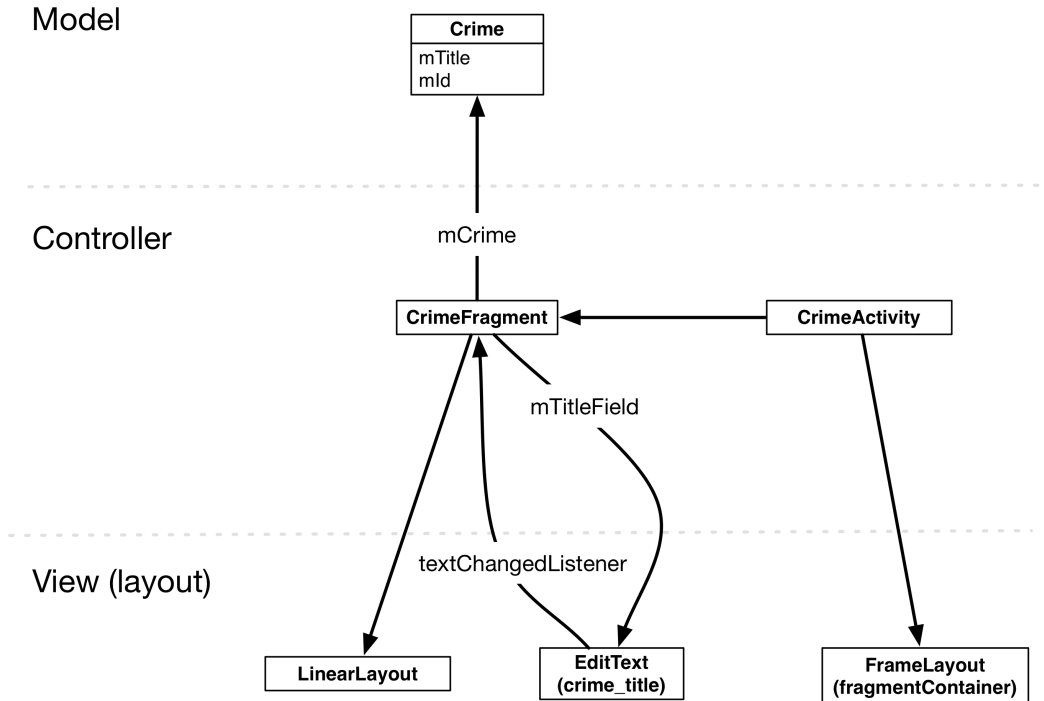 Model
Crime
mTitle
mId
Controller
mCrime
CrimeFragment
CrimeActivity
mTitleField
textChangedListener
View (layout)
LinearLayout
EditText
(crime_title)
FrameLayout
(fragmentContainer)